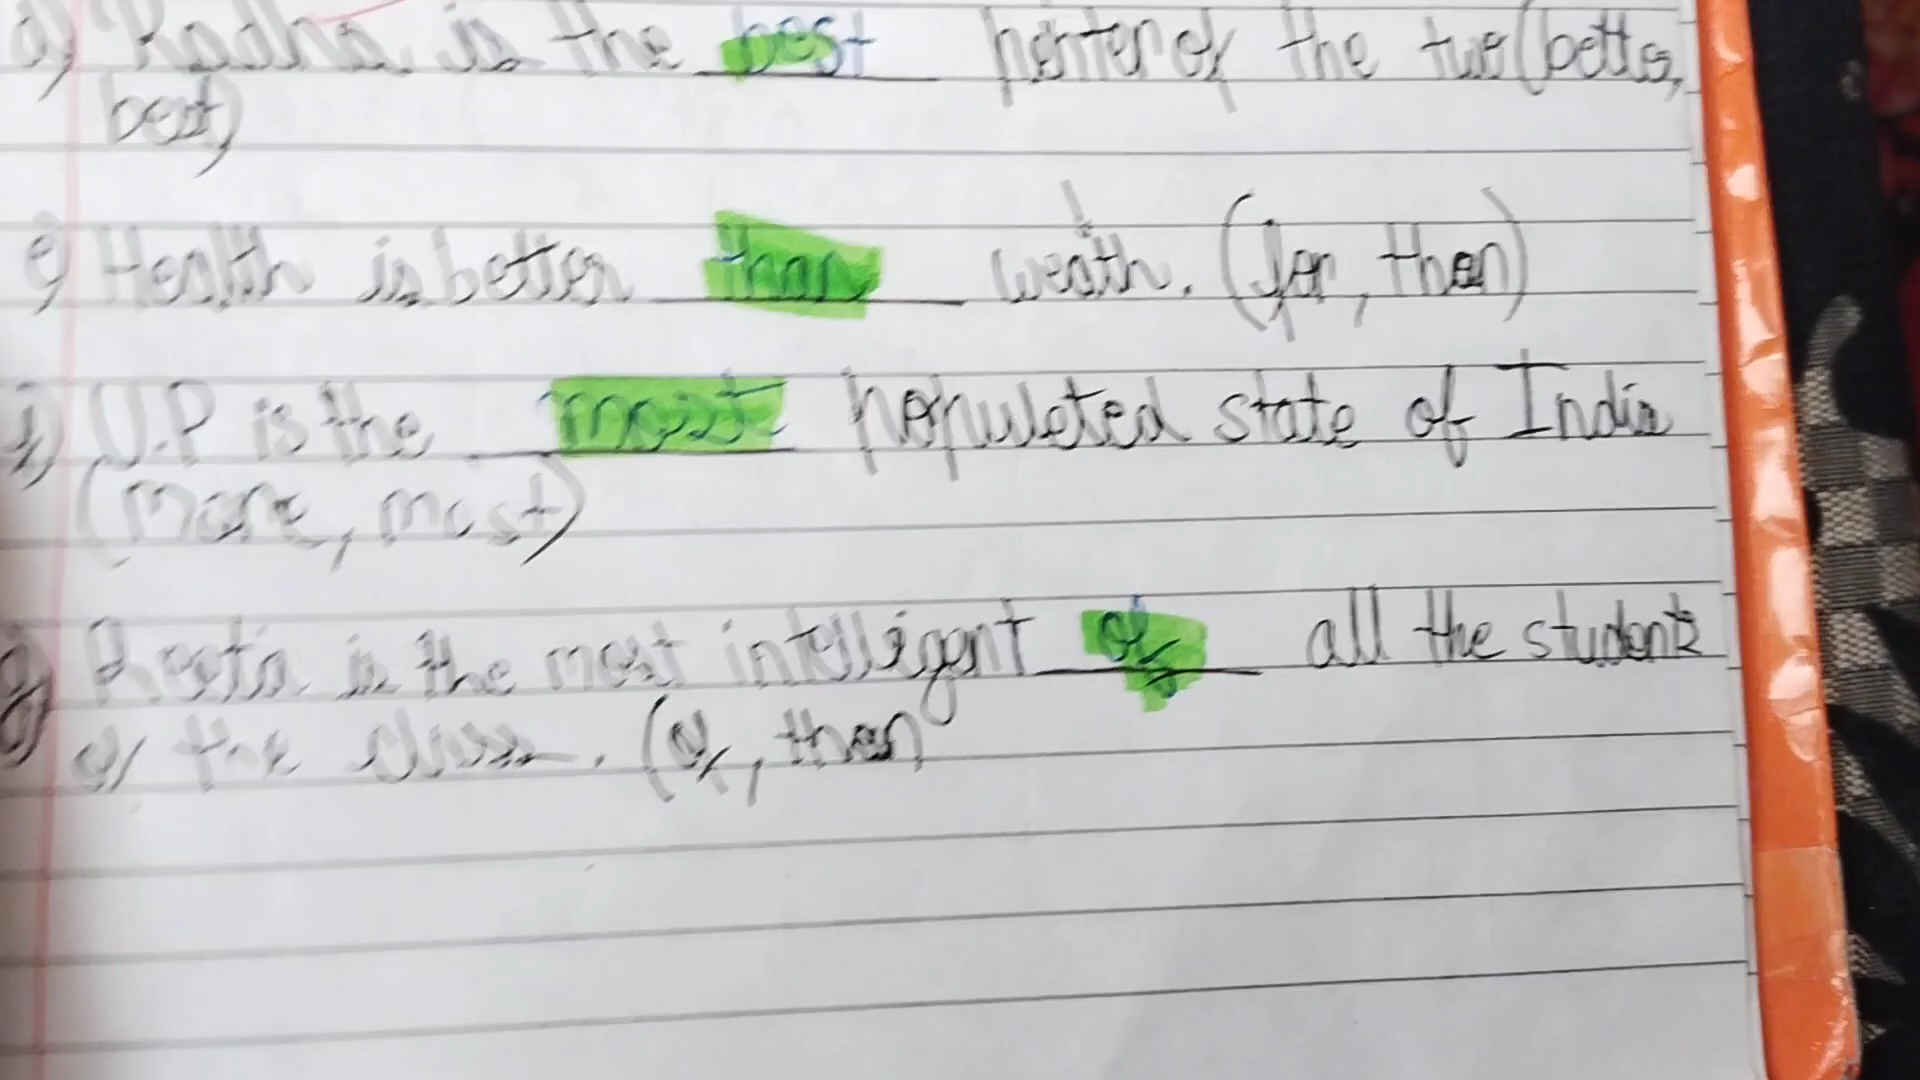 d) Radha is the best painter of the two (better,
best)
e) Health is better than wealth. (for, than)
f) U.P is the most populated state of India
(more, most)
g) Preeta is the most intelligent of all the students
of the class. (of, than